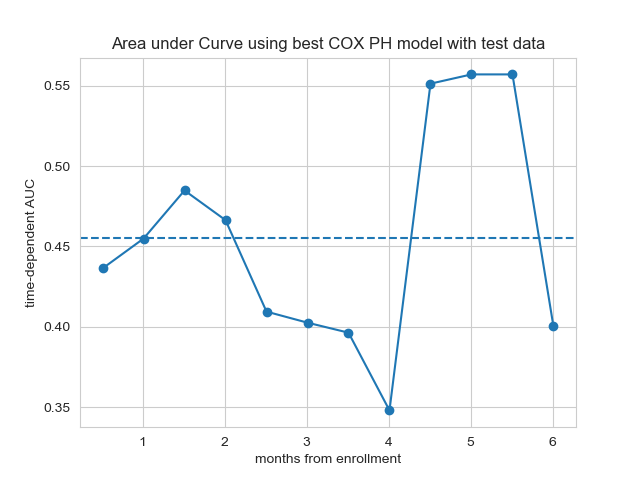 Area under Curve using best COX PH model with test data
time-dependent AUC
0.55
0.50
0.45
0.40
0.35
1 2 3 4 5 6
months from enrollment